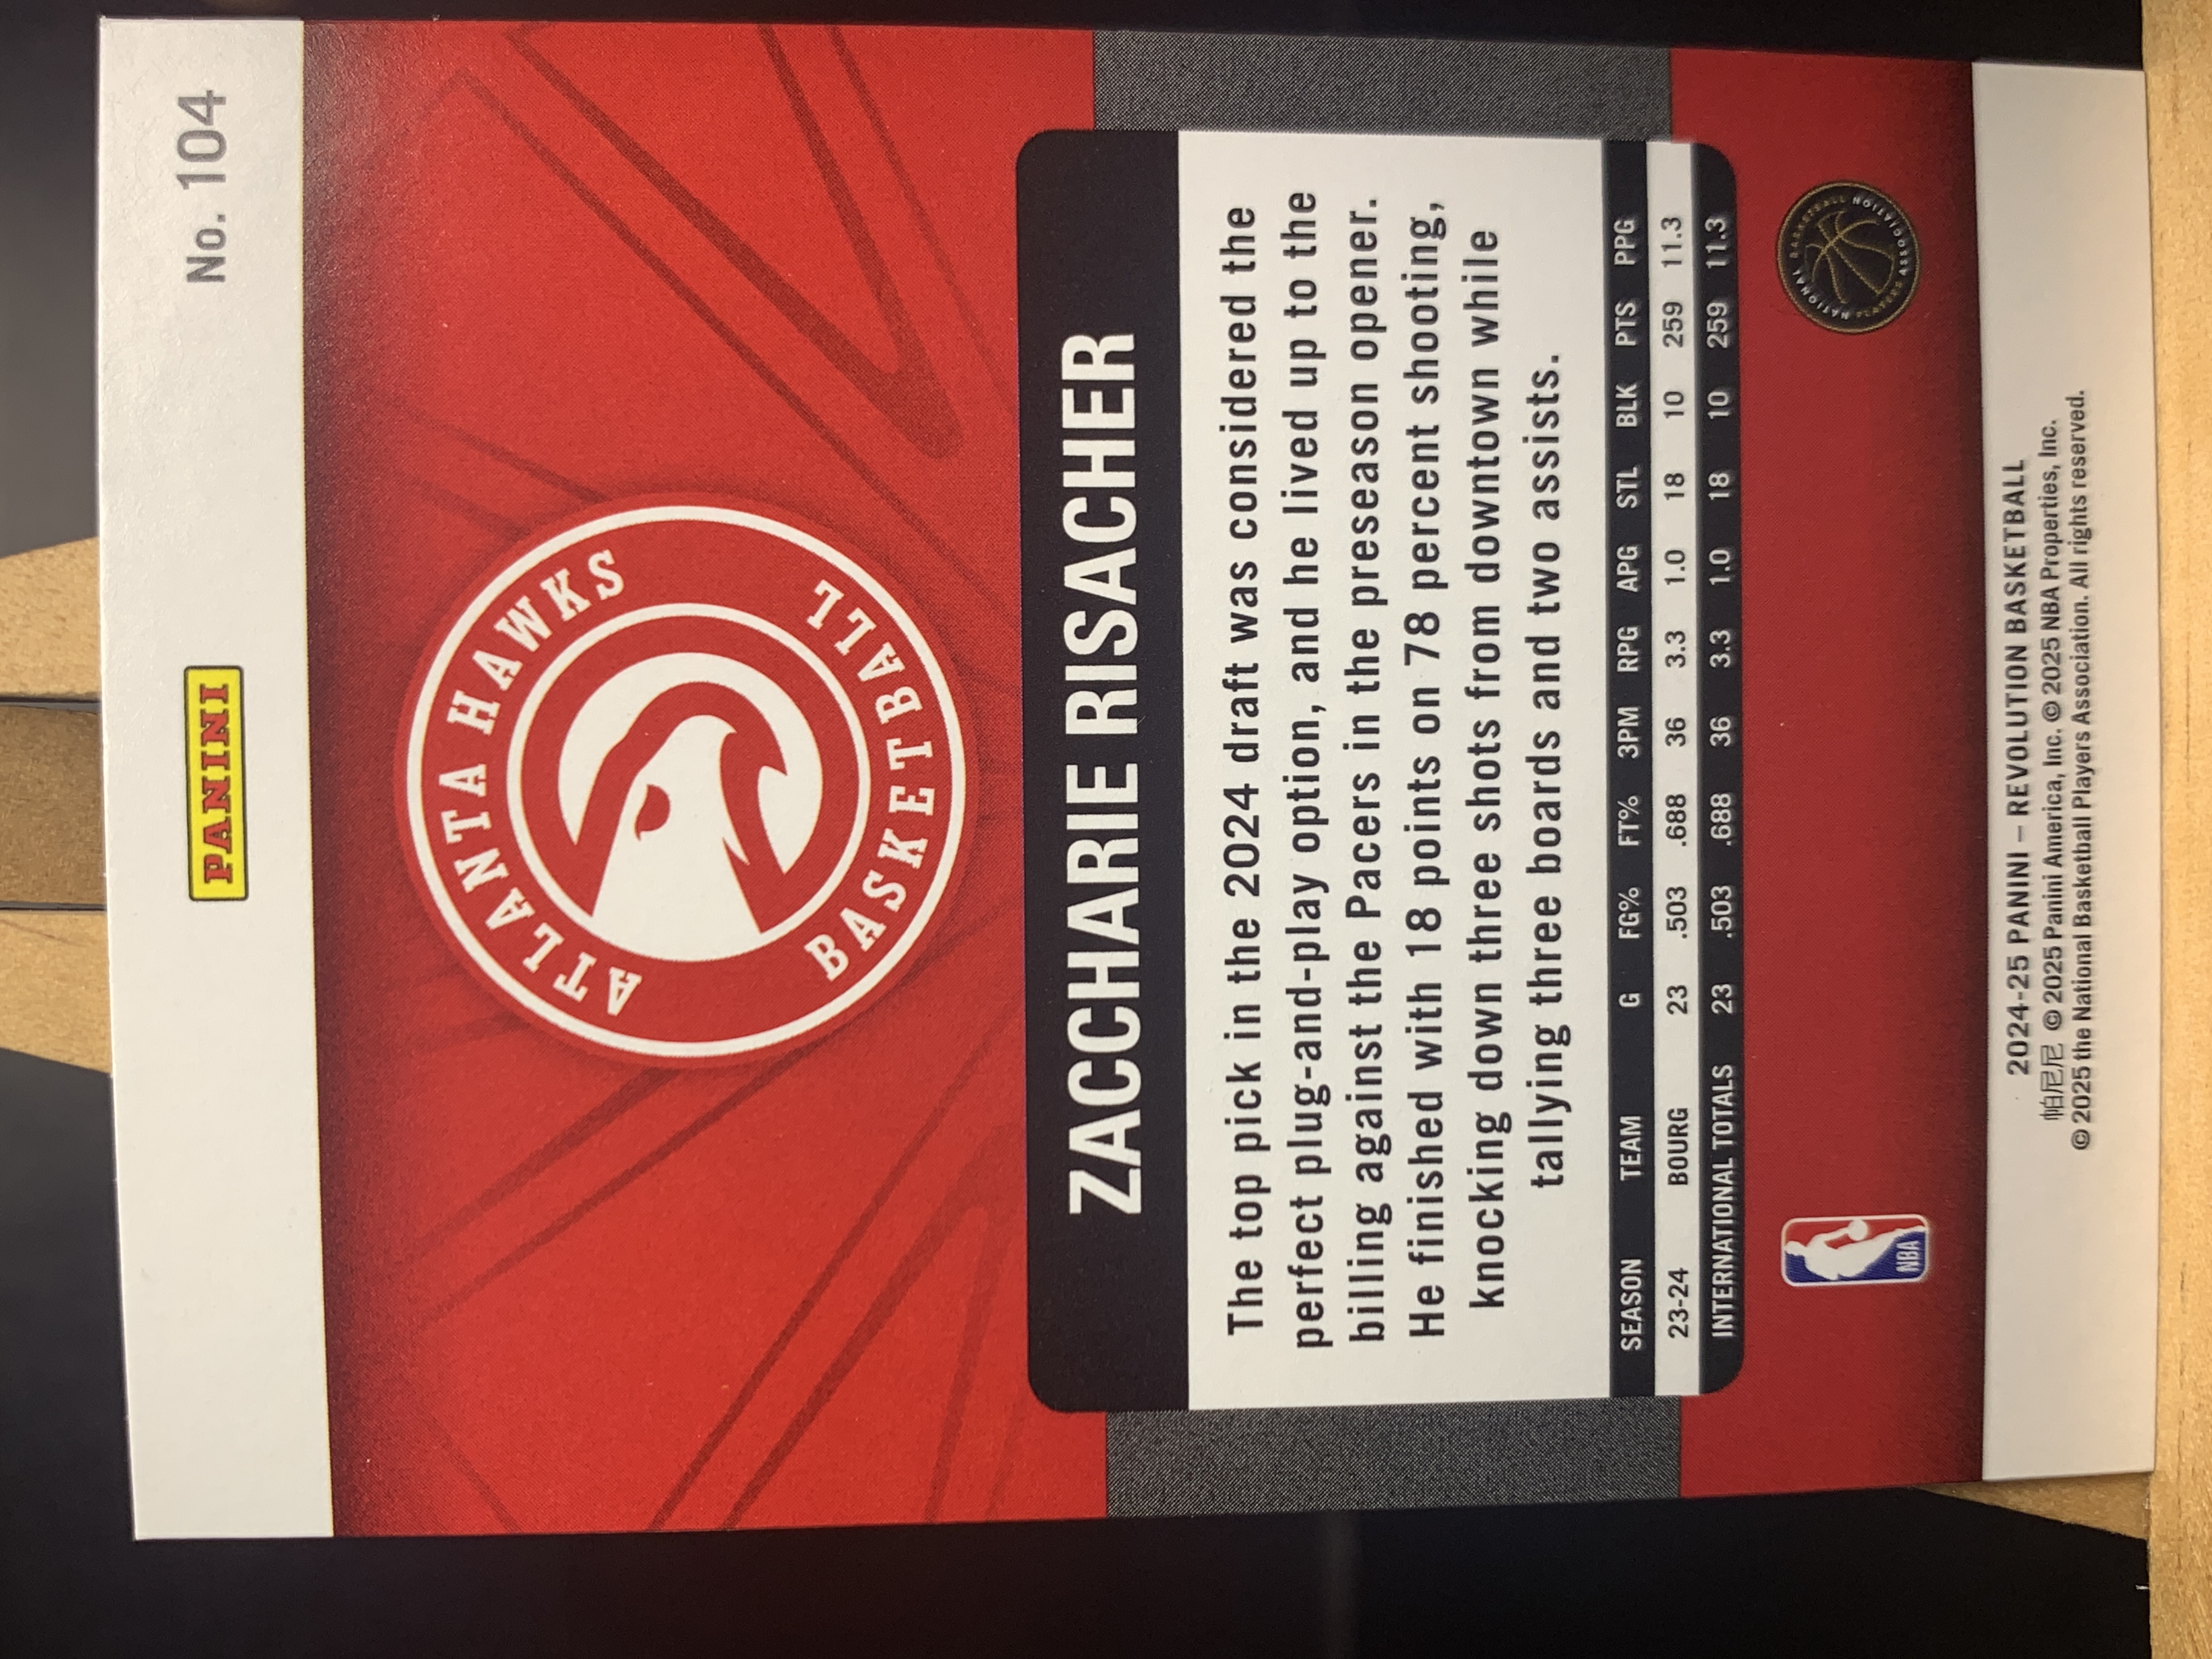 No. 104
PANINI
ATLANTA HAWKS
BASKETBALL
ZACCHARIE RISACHER
The top pick in the 2024 draft was considered the
perfect plug-and-play option, and he lived up to the
billing against the Pacers in the preseason opener.
He finished with 18 points on 78 percent shooting,
knocking down three shots from downtown while
tallying three boards and two assists.
SEASON TEAM G FG% FT% 3PM RPG APG STL BLK PTS PPG
23-24 BOURG 23 .503 .688 36 3.3 1.0 18 10 259 11.3
INTERNATIONAL TOTALS 23 .503 .688 36 3.3 1.0 18 10 259 11.3
NBA
NATIONAL BASKETBALL
PLAYERS ASSOCIATION
2024-25 PANINI – REVOLUTION BASKETBALL
帕尼尼 © 2025 Panini America, Inc. © 2025 NBA Properties, Inc.
© 2025 the National Basketball Players Association. All rights reserved.